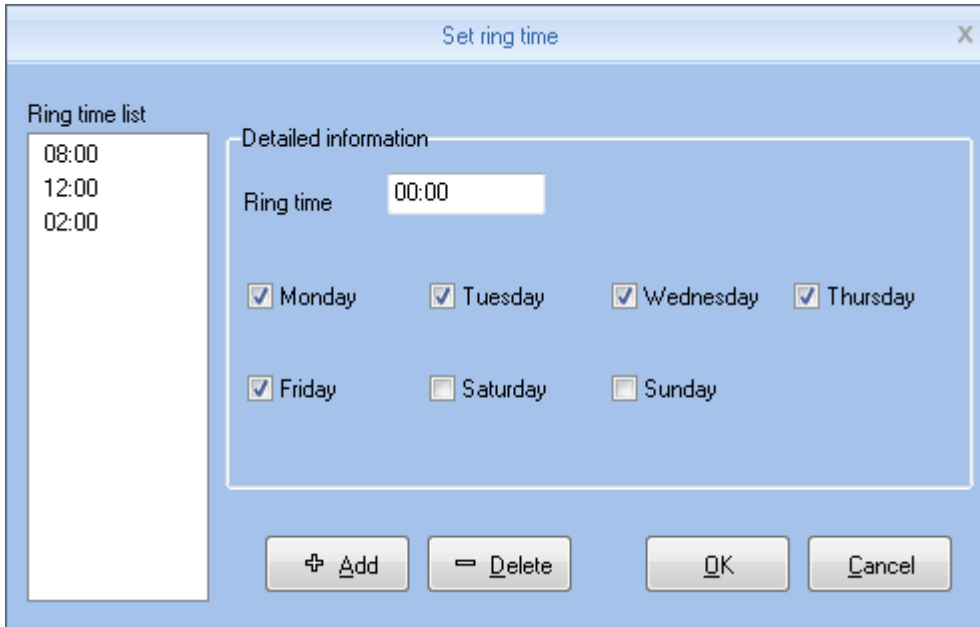 Set ring time X
Ring time list
08:00
12:00
02:00
Detailed information
Ring time 00:00
Monday Tuesday Wednesday Thursday
Friday Saturday Sunday
Add Delete OK Cancel